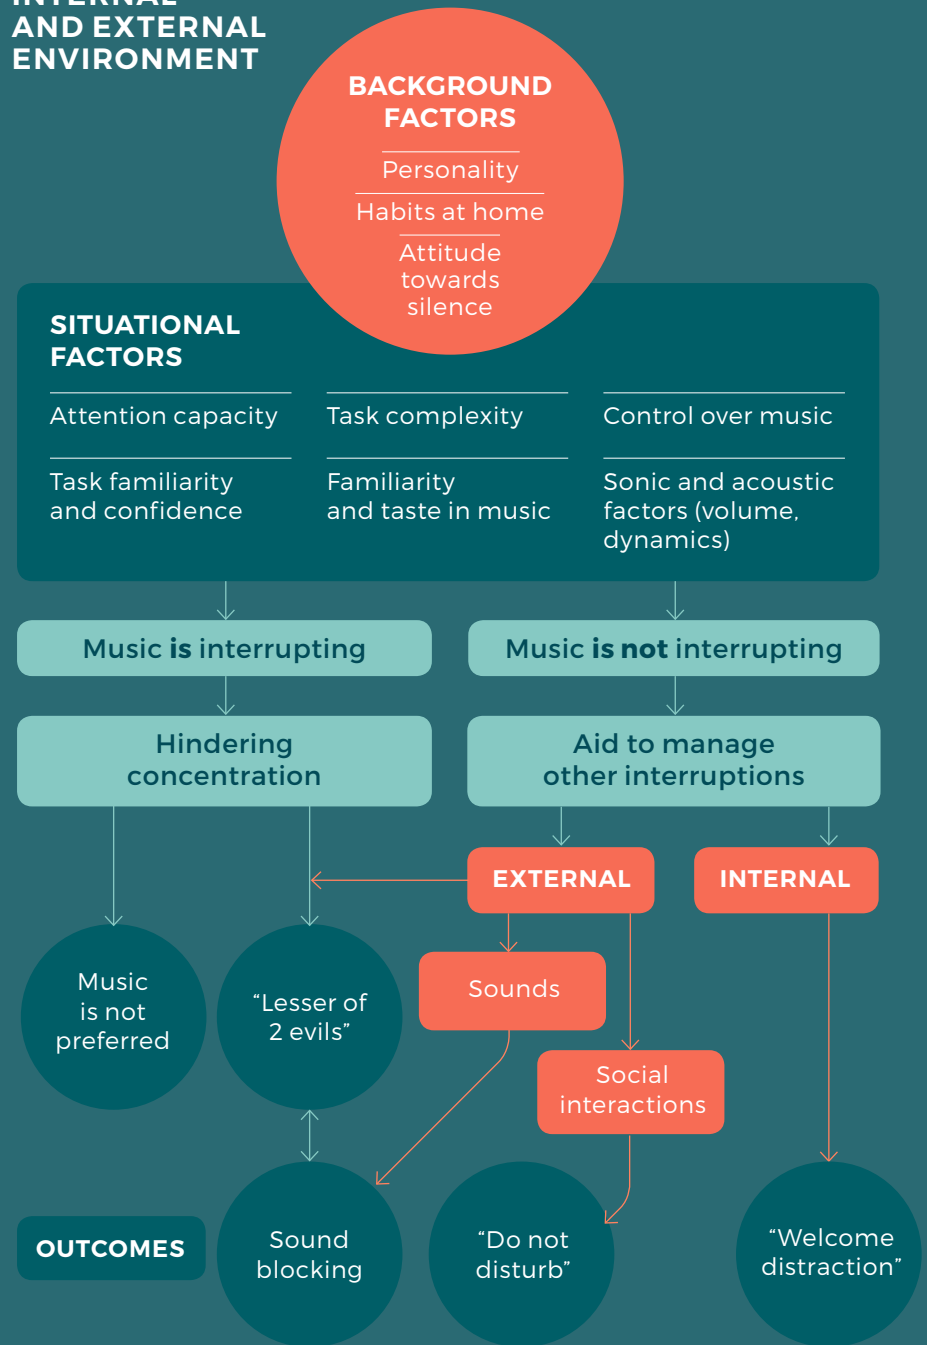 INTERNAL
AND EXTERNAL
ENVIRONMENT
BACKGROUND
FACTORS
Personality
Habits at home
Attitude
towards
silence
SITUATIONAL
FACTORS
Attention capacity
Task complexity
Control over music
Task familiarity
and confidence
Familiarity
and taste in music
Sonic and acoustic
factors (volume,
dynamics)
Music is interrupting
Music is not interrupting
Hindering
concentration
Aid to manage
other interruptions
EXTERNAL
INTERNAL
Music
is not
preferred
“Lesser of
2 evils”
Sounds
Social
interactions
OUTCOMES
Sound
blocking
“Do not
disturb”
“Welcome
distraction”